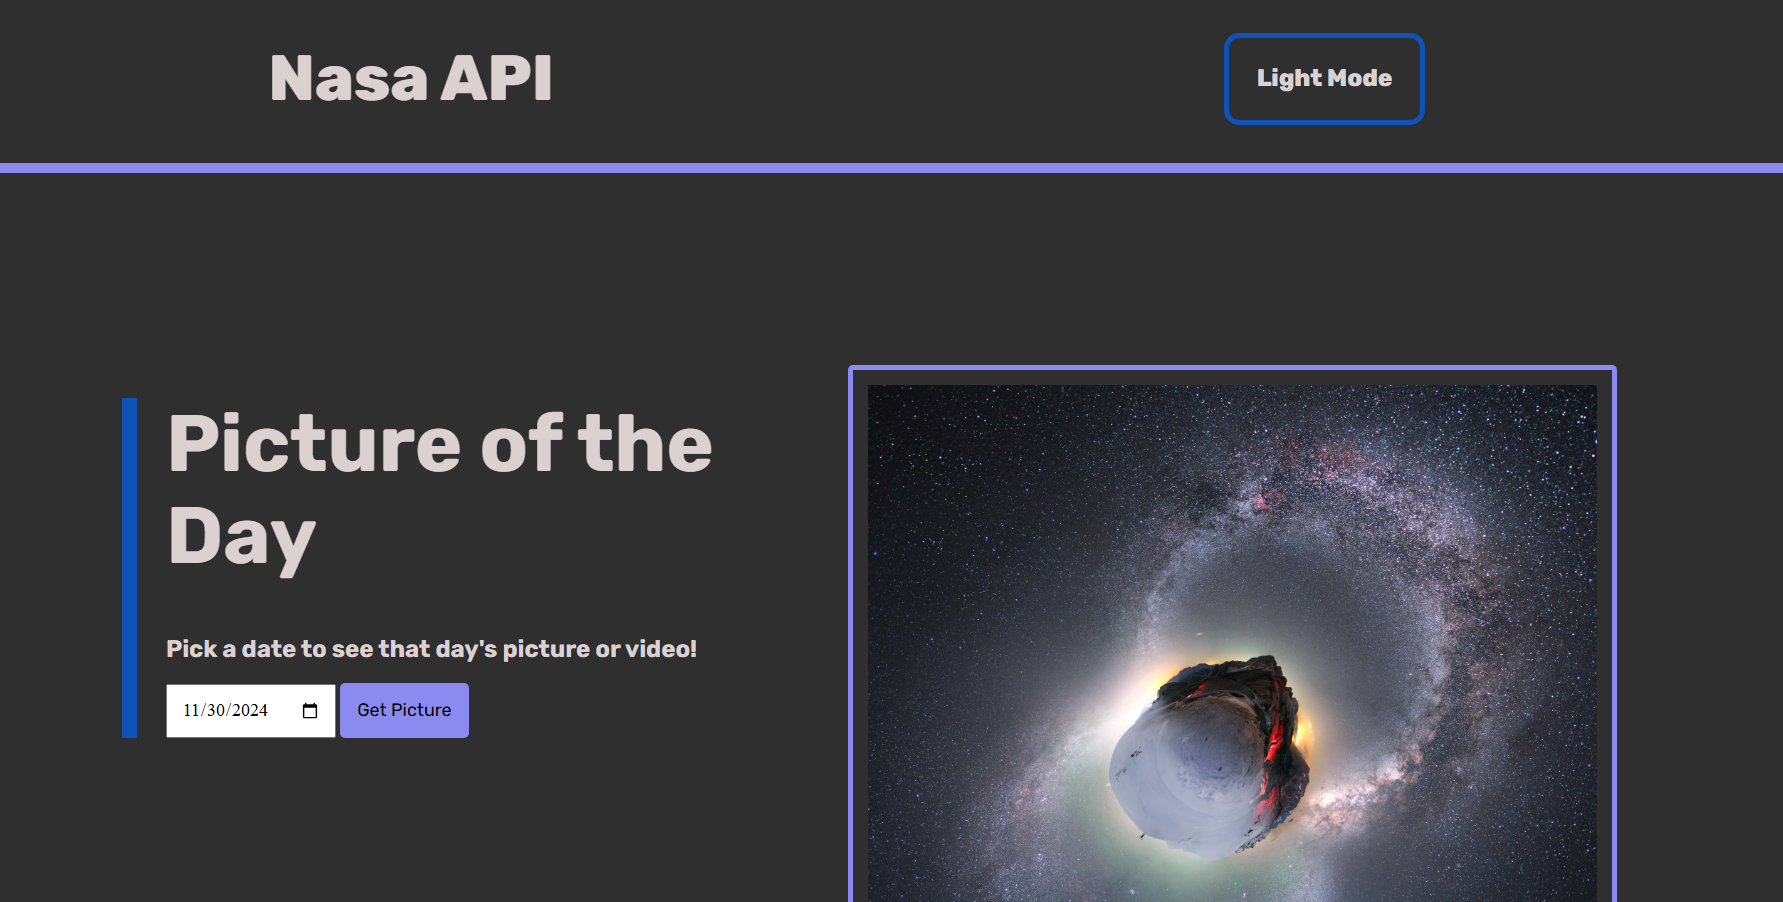 Nasa API
Light Mode
Picture of the
Day
Pick a date to see that day's picture or video!
11/30/2024
Get Picture